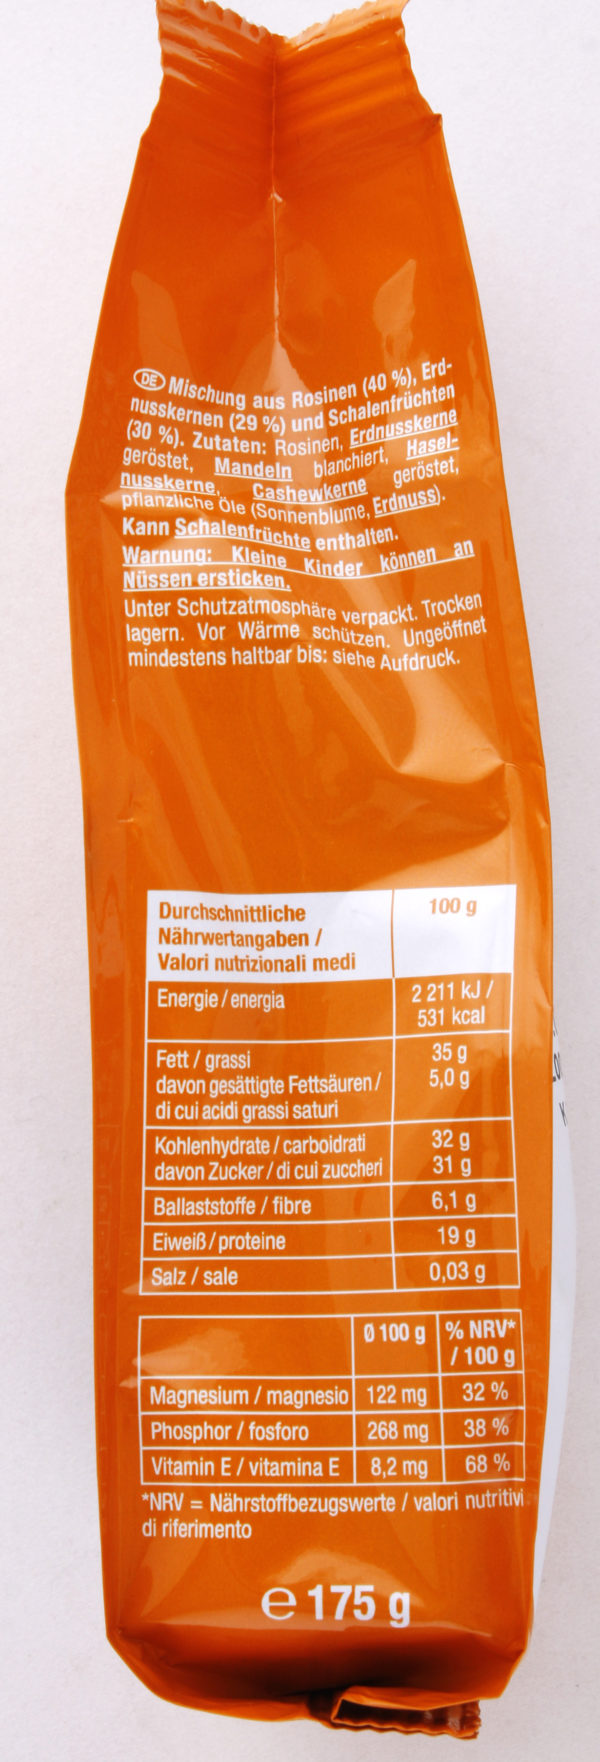 DE Mischung aus Rosinen (40 %), Erd-
nusskernen (29 %) und Schalenfrüchten
(30 %). Zutaten: Rosinen, Erdnusskerne
geröstet, Mandeln blanchiert, Hasel-
nusskerne, Cashewkerne geröstet,
pflanzliche Öle (Sonnenblume, Erdnuss).
Kann Schalenfrüchte enthalten.
Warnung: Kleine Kinder können an
Nüssen ersticken.
Unter Schutzatmosphäre verpackt. Trocken
lagern. Vor Wärme schützen. Ungeöffnet
mindestens haltbar bis: siehe Aufdruck.
Durchschnittliche 100 g
Nährwertangaben /
Valori nutrizionali medi
Energie / energia 2 211 kJ /
531 kcal
Fett / grassi 35 g
davon gesättigte Fettsäuren / 5,0 g
di cui acidi grassi saturi
Kohlenhydrate / carboidrati 32 g
davon Zucker / di cui zuccheri 31 g
Ballaststoffe / fibre 6,1 g
Eiweiß / proteine 19 g
Salz / sale 0,03 g
Ø 100 g % NRV*
/ 100 g
Magnesium / magnesio 122 mg 32 %
Phosphor / fosforo 268 mg 38 %
Vitamin E / vitamina E 8,2 mg 68 %
*NRV = Nährstoffbezugswerte / valori nutritivi
di riferimento
e 175 g